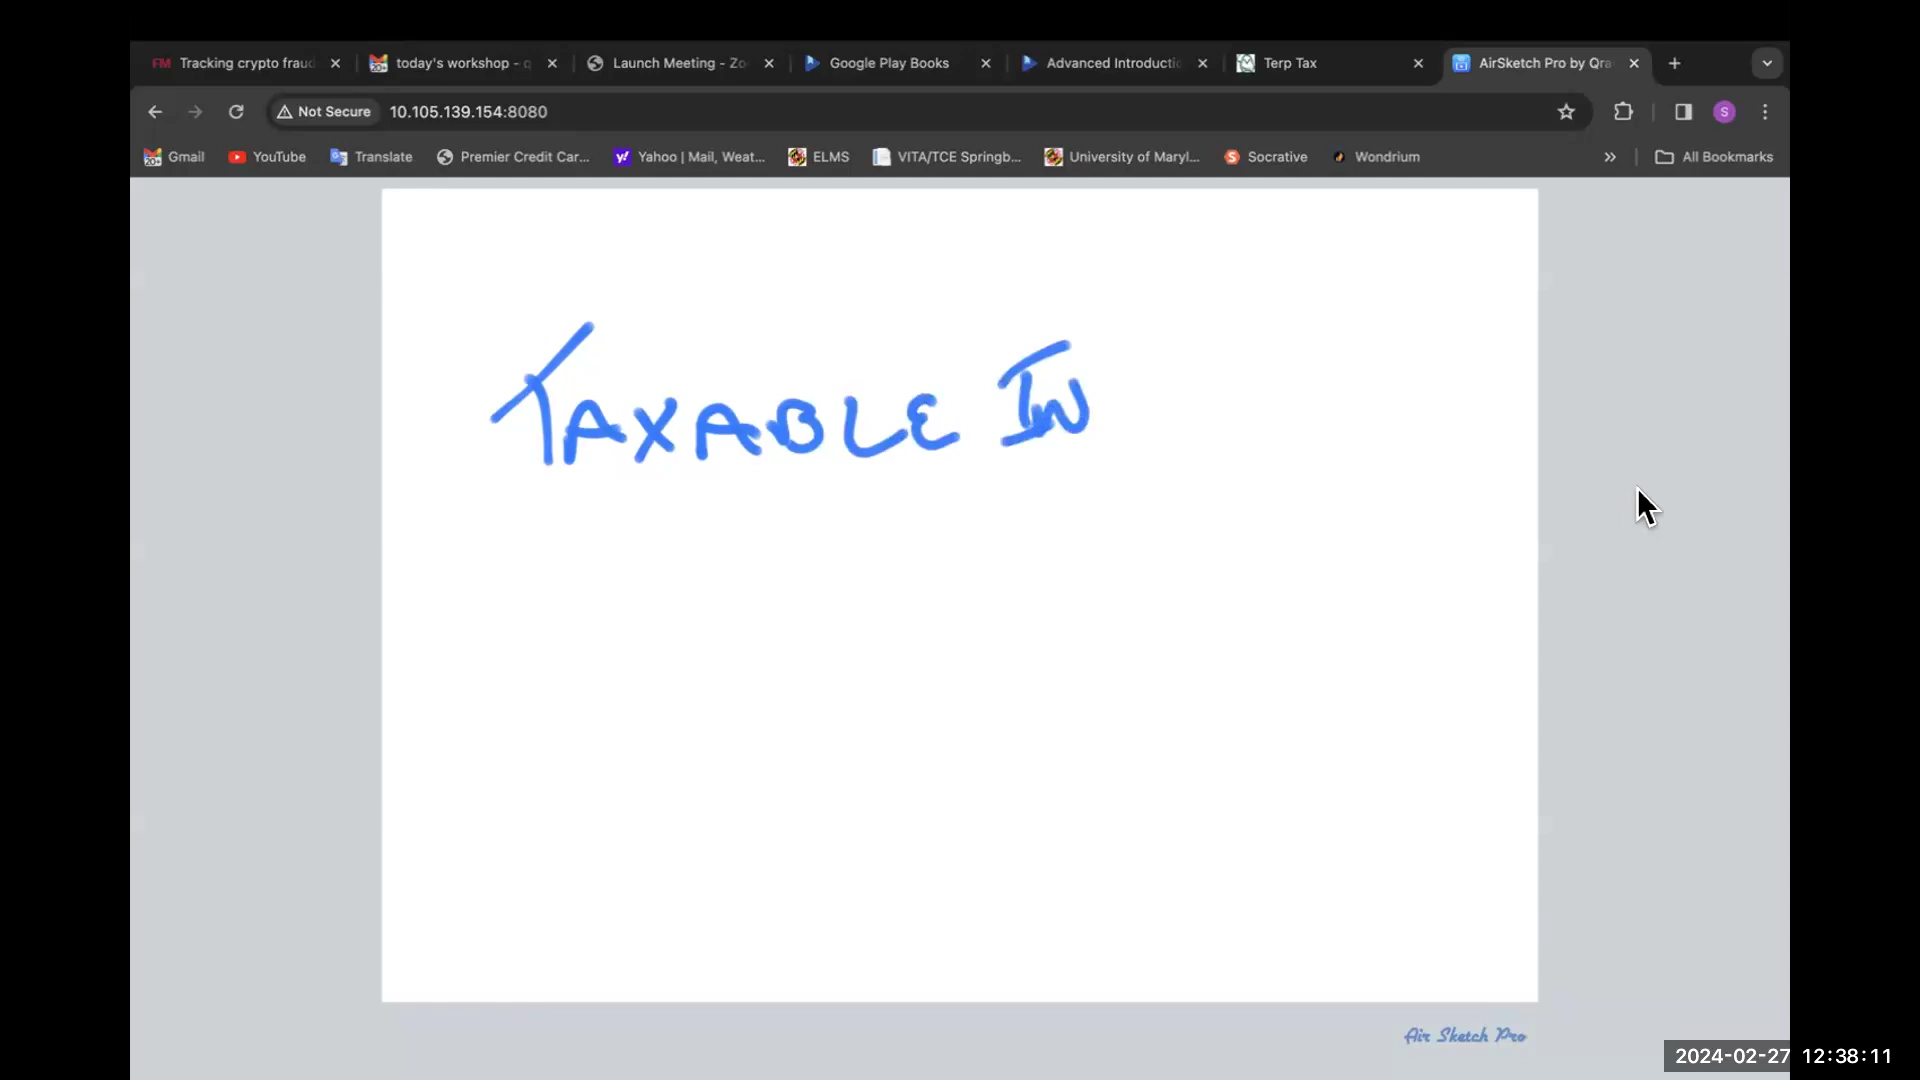 Tracking crypto fraud
today's workshop - q
Launch Meeting - Zo
Google Play Books
Advanced Introductic
Terp Tax
AirSketch Pro by Qra
Not Secure
10.105.139.154:8080
S
Gmail
YouTube
Translate
Premier Credit Car...
Yahoo | Mail, Weat...
ELMS
VITA/TCE Springb...
University of Maryl...
Socrative
Wondrium
All Bookmarks
TAXABLE IN
Air Sketch Pro
2024-02-27 12:38:11